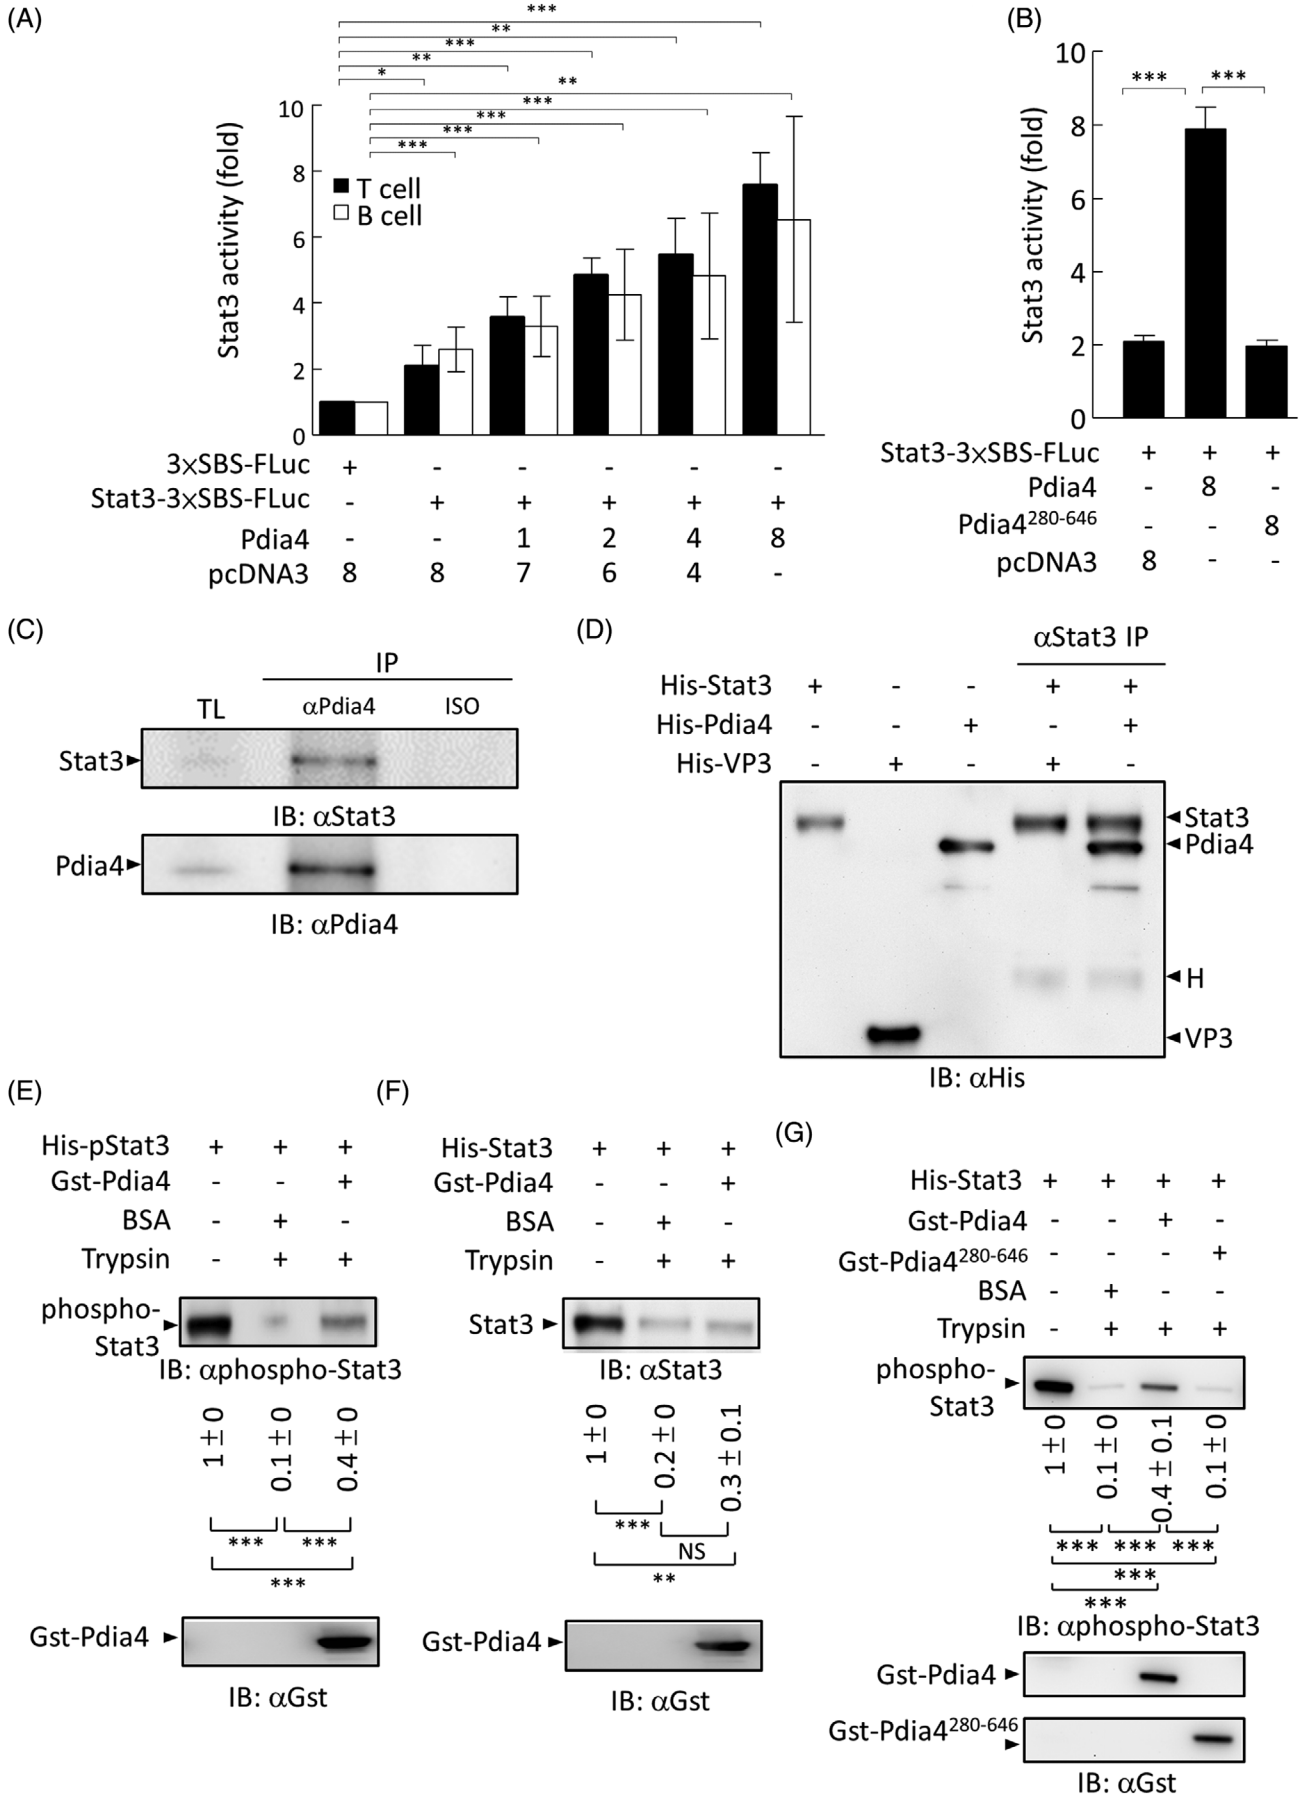 (A)
***
**
***
**
*
**
***
***
***
***
Stat3 activity (fold)
10
8
6
4
2
0
T cell
B cell
3×SBS-FLuc + - - - - -
Stat3-3×SBS-FLuc - + + + + +
Pdia4 - - 1 2 4 8
pcDNA3 8 8 7 6 4 -
(B)
*** ***
Stat3 activity (fold)
10
8
6
4
2
0
Stat3-3×SBS-FLuc + + +
Pdia4 - 8 -
Pdia4280-646 - - 8
pcDNA3 8 - -
(C)
IP
TL αPdia4 ISO
Stat3
IB: αStat3
Pdia4
IB: αPdia4
(D)
αStat3 IP
His-Stat3 + - - + +
His-Pdia4 - - + - +
His-VP3 - + - + -
Stat3
Pdia4
H
VP3
IB: αHis
(E)
His-pStat3 + + +
Gst-Pdia4 - - +
BSA - + -
Trypsin - + +
phospho-
Stat3
IB: αphospho-Stat3
1 ± 0 0.1 ± 0 0.4 ± 0
*** ***
***
Gst-Pdia4
IB: αGst
(F)
His-Stat3 + + +
Gst-Pdia4 - - +
BSA - + -
Trypsin - + +
Stat3
IB: αStat3
1 ± 0 0.2 ± 0 0.3 ± 0.1
***
NS
**
Gst-Pdia4
IB: αGst
(G)
His-Stat3 + + + +
Gst-Pdia4 - - + -
Gst-Pdia4280-646 - - - +
BSA - + - -
Trypsin - + + +
phospho-
Stat3
1 ± 0 0.1 ± 0 0.4 ± 0.1 0.1 ± 0
*** *** ***
***
***
IB: αphospho-Stat3
Gst-Pdia4
Gst-Pdia4280-646
IB: αGst